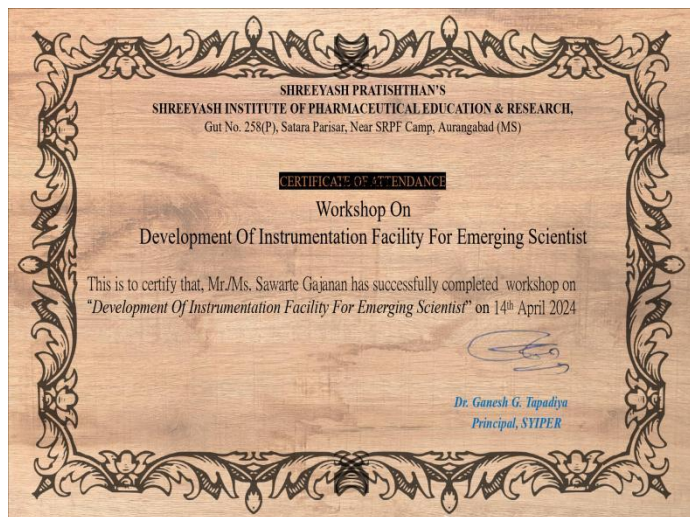 SHREEYASH PRATISHTHAN'S
SHREEYASH INSTITUTE OF PHARMACEUTICAL EDUCATION & RESEARCH,
Gut No. 258(P), Satara Parisar, Near SRPF Camp, Aurangabad (MS)
CERTIFICATE OF ATTENDANCE
Workshop On
Development Of Instrumentation Facility For Emerging Scientist
This is to certify that, Mr./Ms. Sawarte Gajanan has successfully completed workshop on
“Development Of Instrumentation Facility For Emerging Scientist” on 14th April 2024
Dr. Ganesh G. Tapadiya
Principal, SYIPER